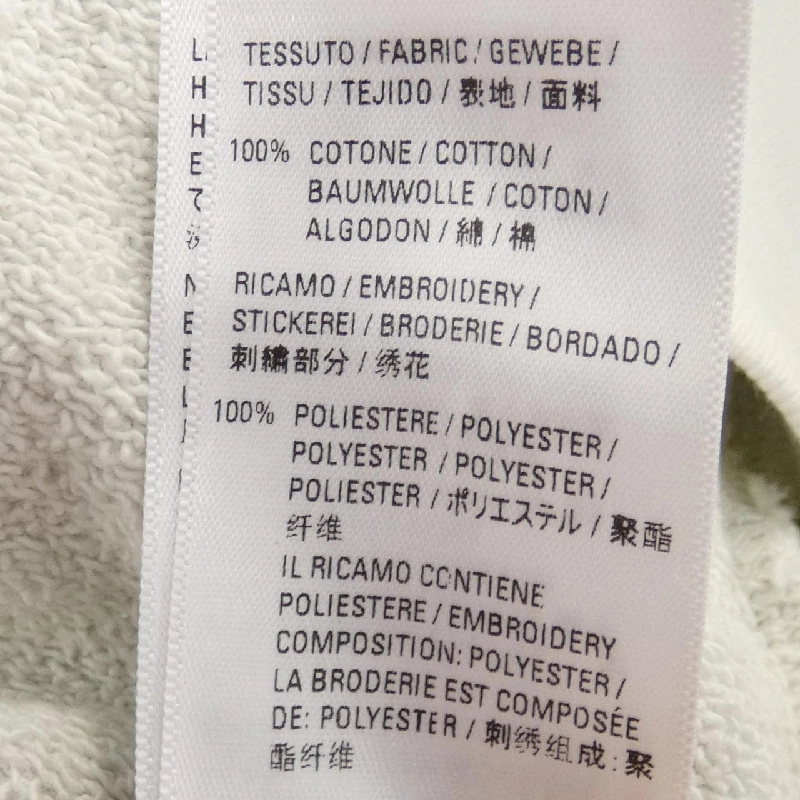 TESSUTO / FABRIC / GEWEBE /
TISSU / TEJIDO / 表地 / 面料
100% COTONE / COTTON /
BAUMWOLLE / COTON /
ALGODON / 綿 / 棉
RICAMO / EMBROIDERY /
STICKEREI / BRODERIE / BORDADO /
刺繍部分 / 绣花
100% POLIESTERE / POLYESTER /
POLYESTER / POLYESTER /
POLIESTER / ポリエステル / 聚酯
纤维
IL RICAMO CONTIENE
POLIESTERE / EMBROIDERY
COMPOSITION: POLYESTER /
LA BRODERIE EST COMPOSÉE
DE: POLYESTER / 刺绣组成: 聚
酯纤维